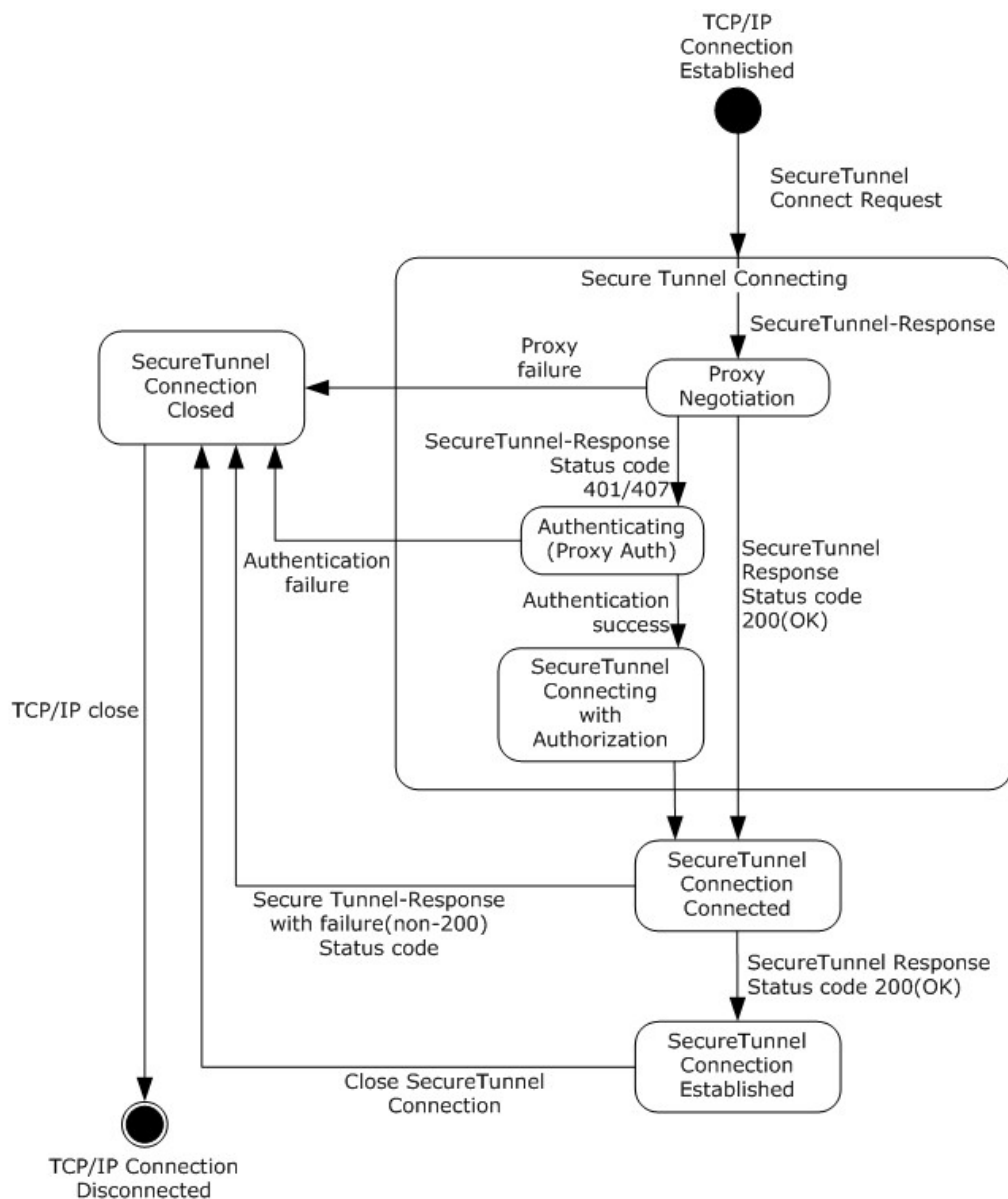 TCP/IP
Connection
Established
SecureTunnel
Connect Request
Secure Tunnel Connecting
SecureTunnel-Response
Proxy
failure
SecureTunnel
Connection
Closed
Proxy
Negotiation
SecureTunnel-Response
Status code
401/407
Authenticating
(Proxy Auth)
Authentication
failure
SecureTunnel
Response
Status code
200(OK)
Authentication
success
SecureTunnel
Connecting
with
Authorization
TCP/IP close
SecureTunnel
Connection
Connected
Secure Tunnel-Response
with failure(non-200)
Status code
SecureTunnel Response
Status code 200(OK)
SecureTunnel
Connection
Established
Close SecureTunnel
Connection
TCP/IP Connection
Disconnected